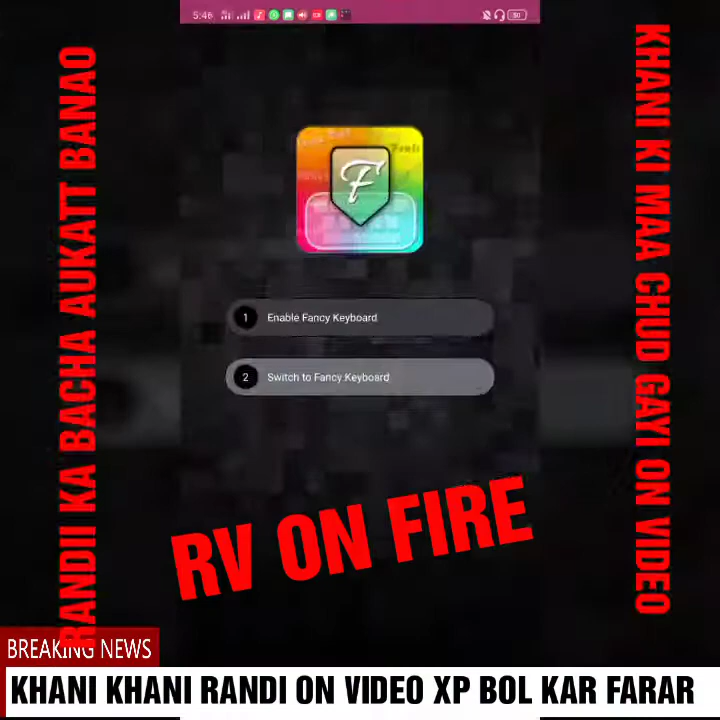 5:46
50
F
1 Enable Fancy Keyboard
2 Switch to Fancy Keyboard
RANDII KA BACHA AUKATT BANAO
KHANI KI MAA CHUD GAYI ON VIDEO
RV ON FIRE
BREAKING NEWS
KHANI KHANI RANDI ON VIDEO XP BOL KAR FARAR